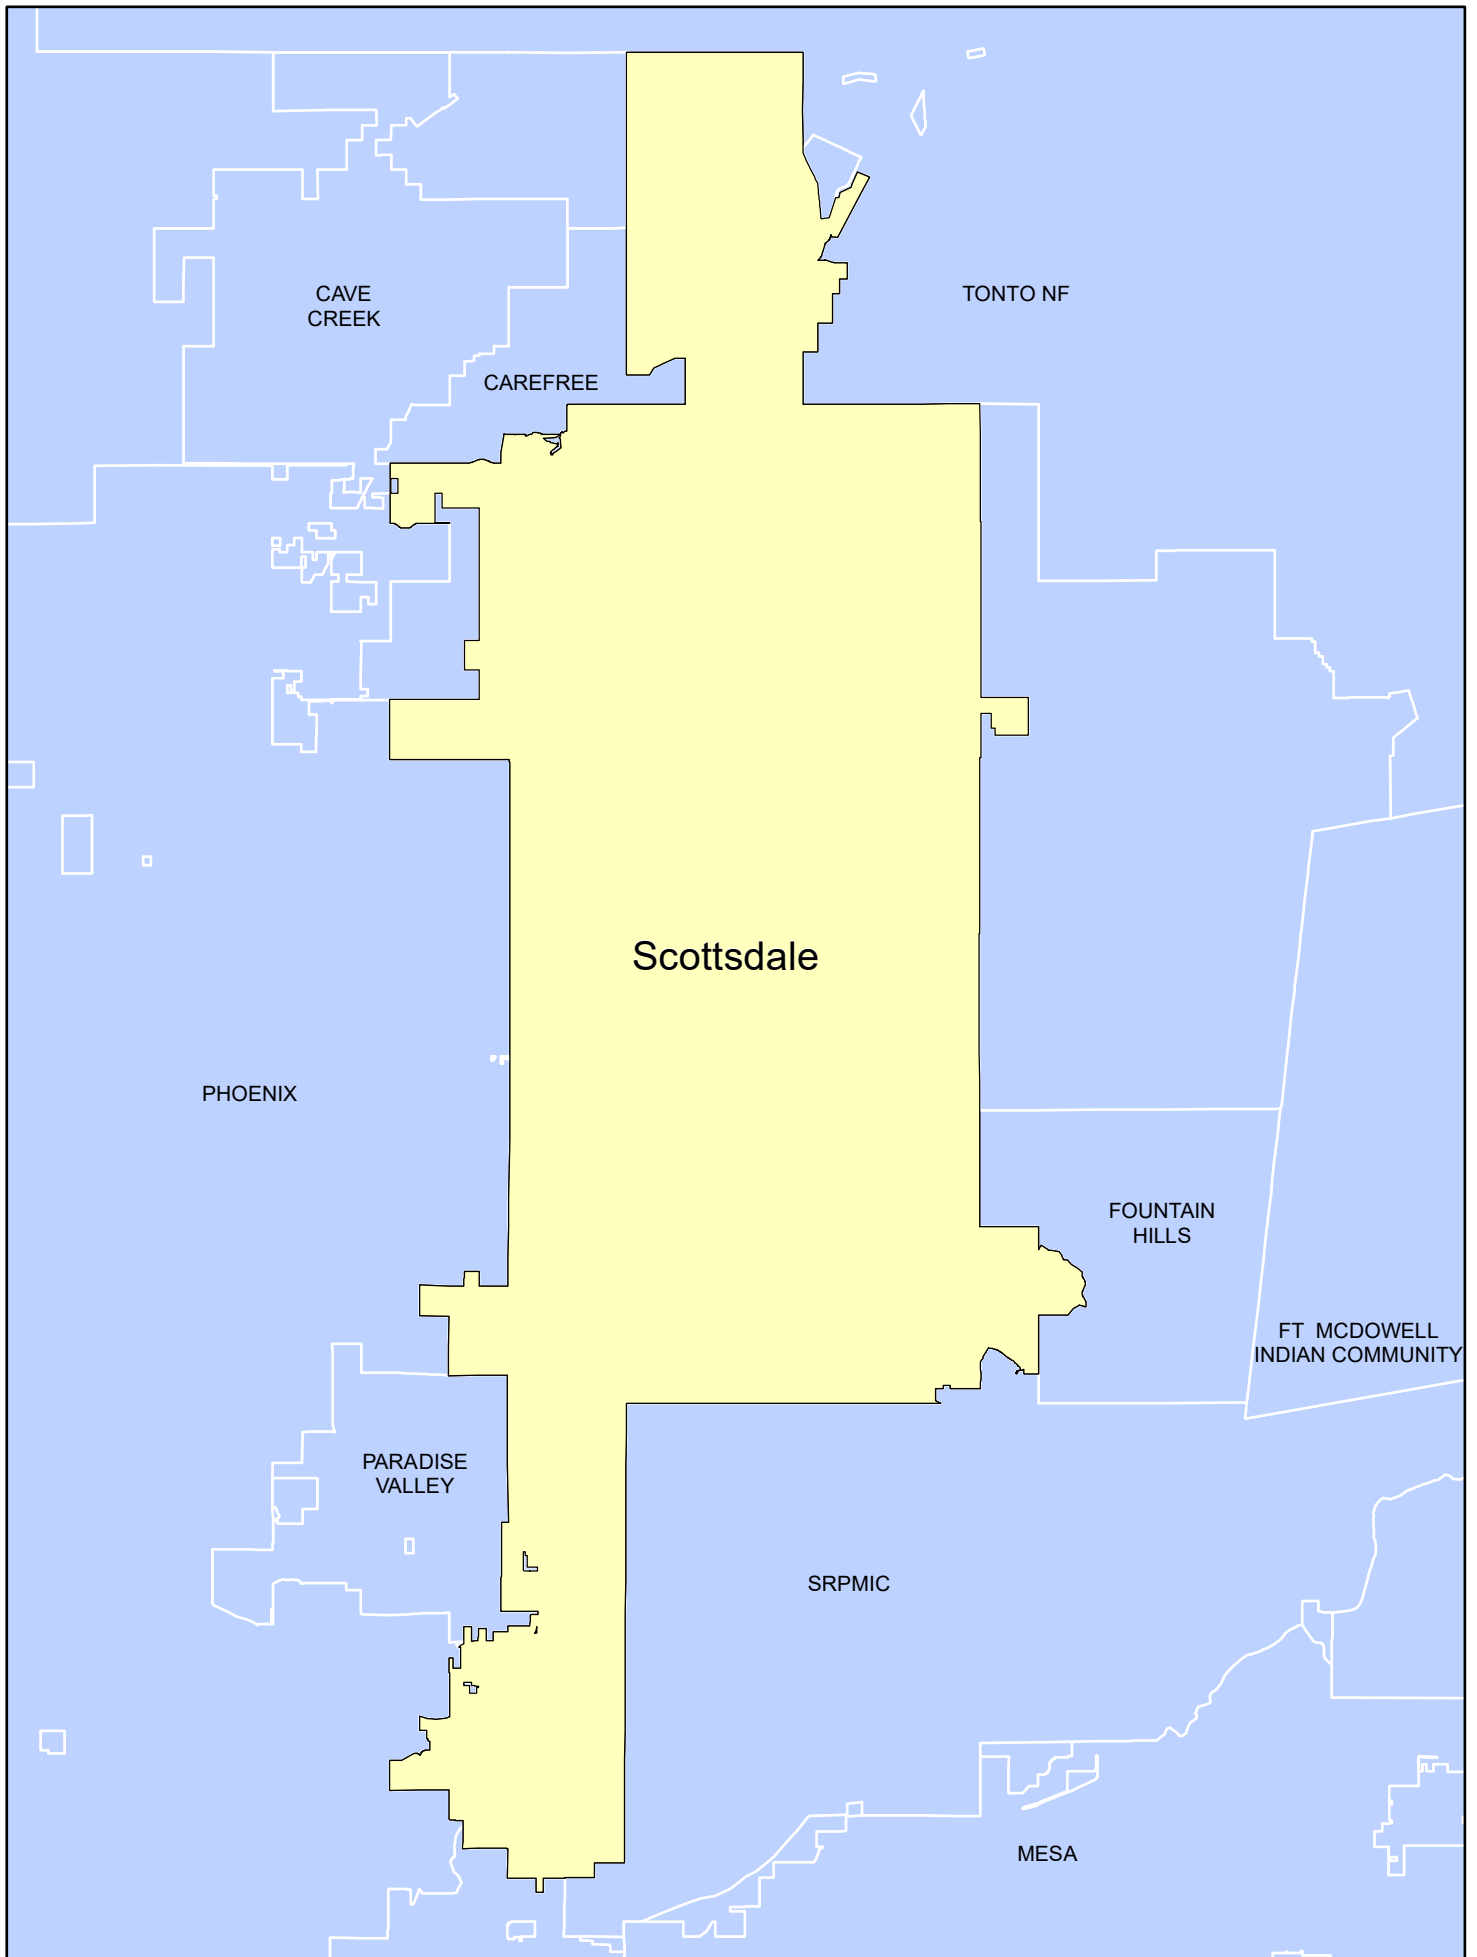 CAVE
CREEK
TONTO NF
CAREFREE
Scottsdale
PHOENIX
FOUNTAIN
HILLS
FT  MCDOWELL
INDIAN COMMUNITY
PARADISE
VALLEY
SRPMIC
MESA